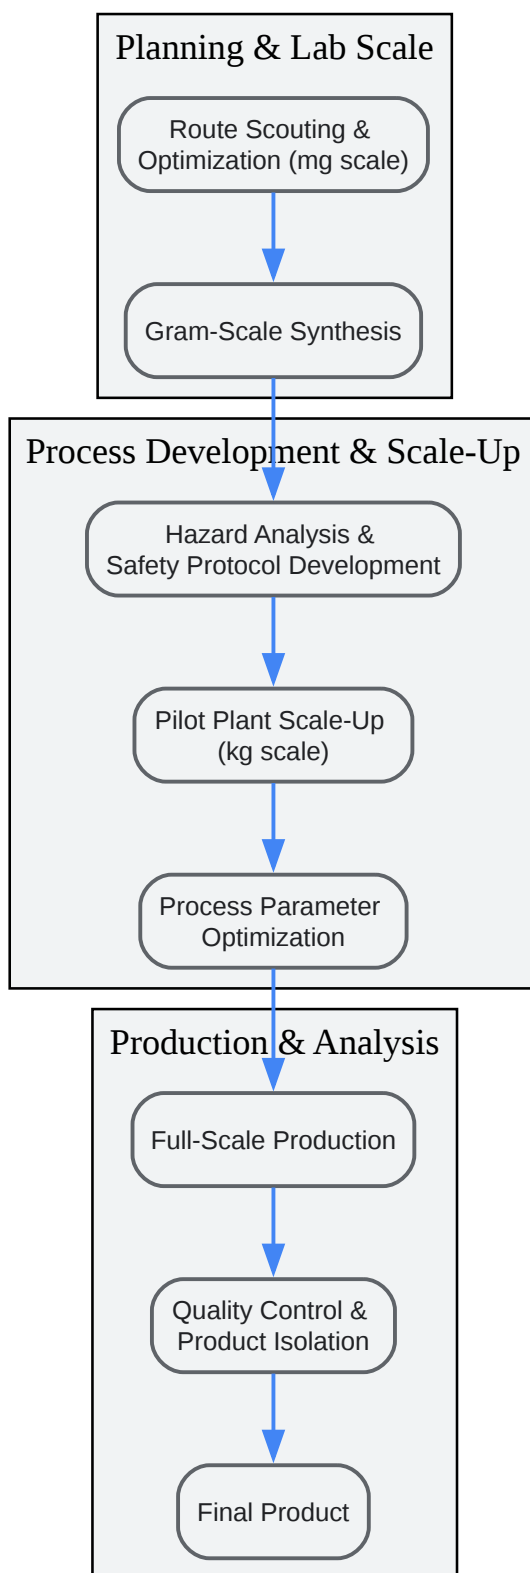 Planning & Lab Scale
Route Scouting &
Optimization (mg scale)
Gram-Scale Synthesis
Process Development & Scale-Up
Hazard Analysis &
Safety Protocol Development
Pilot Plant Scale-Up
(kg scale)
Process Parameter
Optimization
Production & Analysis
Full-Scale Production
Quality Control &
Product Isolation
Final Product